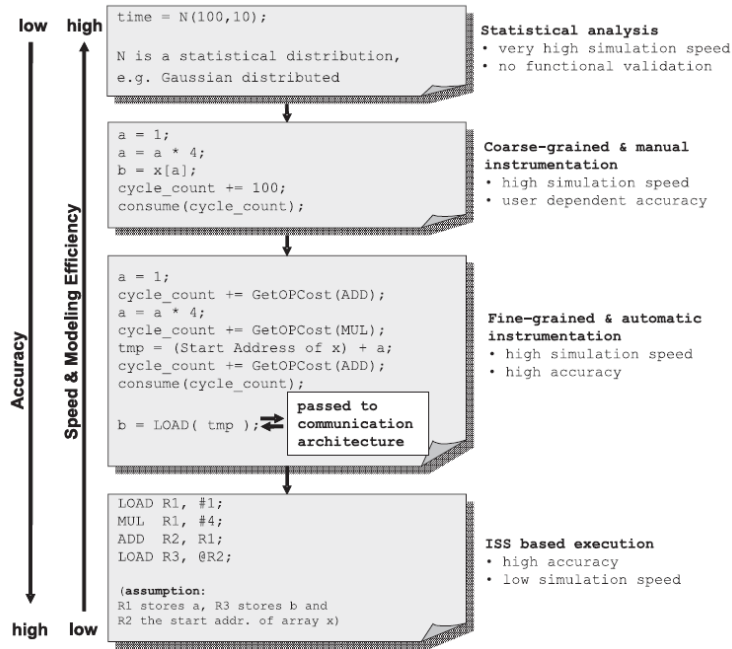 low
high
Accuracy
high
Speed & Modeling Efficiency
low
time = N(100,10);
N is a statistical distribution,
e.g. Gaussian distributed
Statistical analysis
• very high simulation speed
• no functional validation
a = 1;
a = a * 4;
b = x[a];
cycle_count += 100;
consume(cycle_count);
Coarse-grained & manual
instrumentation
• high simulation speed
• user dependent accuracy
a = 1;
cycle_count += GetOPCost(ADD);
a = a * 4;
cycle_count += GetOPCost(MUL);
tmp = (Start Address of x) + a;
cycle_count += GetOPCost(ADD);
consume(cycle_count);
b = LOAD( tmp );
passed to
communication
architecture
Fine-grained & automatic
instrumentation
• high simulation speed
• high accuracy
LOAD R1, #1;
MUL R1, #4;
ADD R2, R1;
LOAD R3, @R2;
(assumption:
R1 stores a, R3 stores b and
R2 the start addr. of array x)
ISS based execution
• high accuracy
• low simulation speed